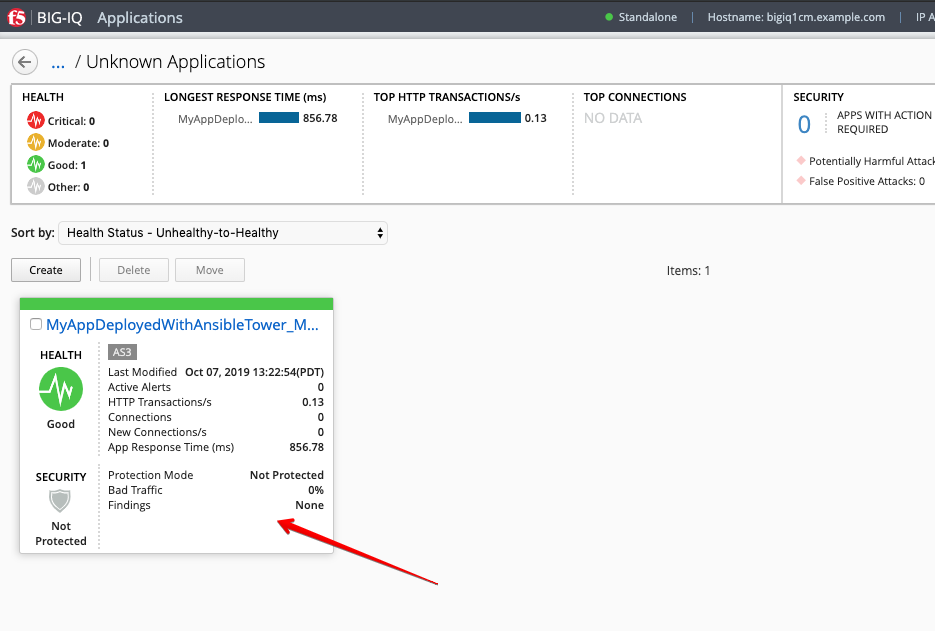 f5 BIG-IQ Applications Standalone Hostname: bigiq1cm.example.com IP A
... / Unknown Applications
HEALTH
Critical: 0
Moderate: 0
Good: 1
Other: 0
LONGEST RESPONSE TIME (ms)
MyAppDeplo... 856.78
TOP HTTP TRANSACTIONS/s
MyAppDeplo... 0.13
TOP CONNECTIONS
NO DATA
SECURITY
0 APPS WITH ACTION
REQUIRED
Potentially Harmful Attack
False Positive Attacks: 0
Sort by: Health Status - Unhealthy-to-Healthy
Create Delete Move Items: 1
MyAppDeployedWithAnsibleTower_M...
HEALTH
Good
AS3
Last Modified Oct 07, 2019 13:22:54(PDT)
Active Alerts 0
HTTP Transactions/s 0.13
Connections 0
New Connections/s 0
App Response Time (ms) 856.78
SECURITY
Not
Protected
Protection Mode Not Protected
Bad Traffic 0%
Findings None